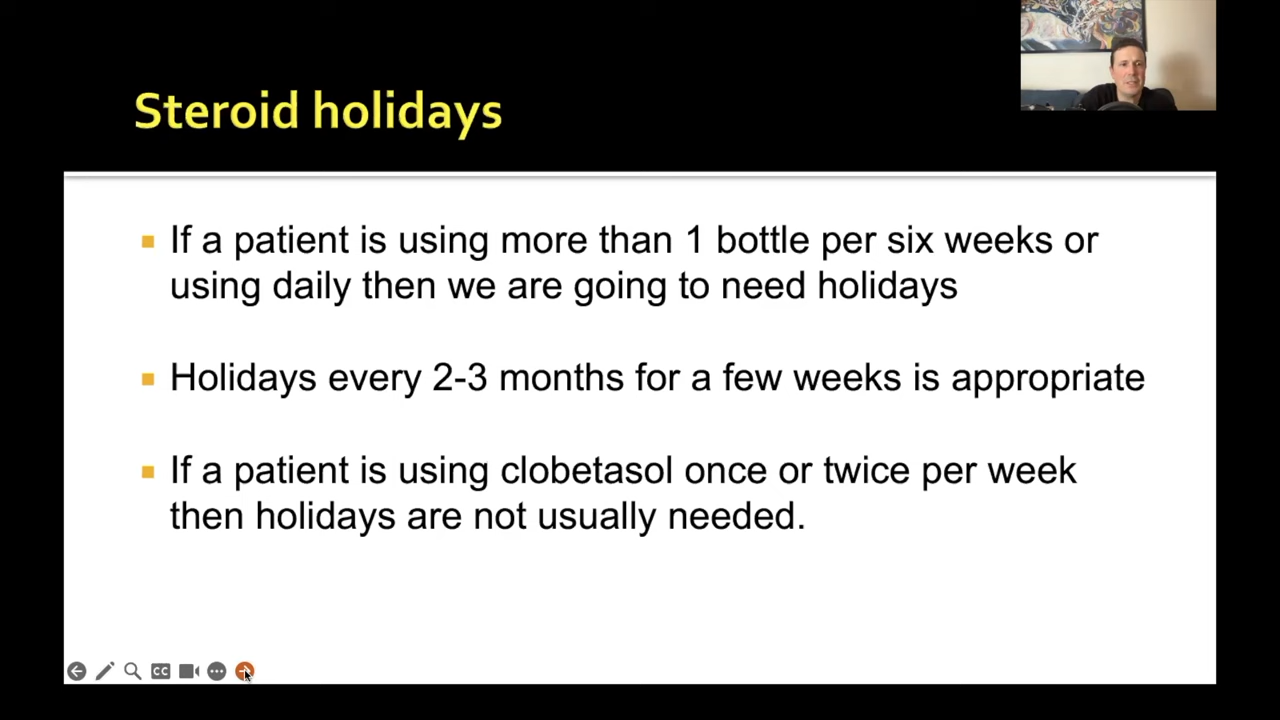 Steroid holidays
If a patient is using more than 1 bottle per six weeks or
using daily then we are going to need holidays
Holidays every 2-3 months for a few weeks is appropriate
If a patient is using clobetasol once or twice per week
then holidays are not usually needed.
CC